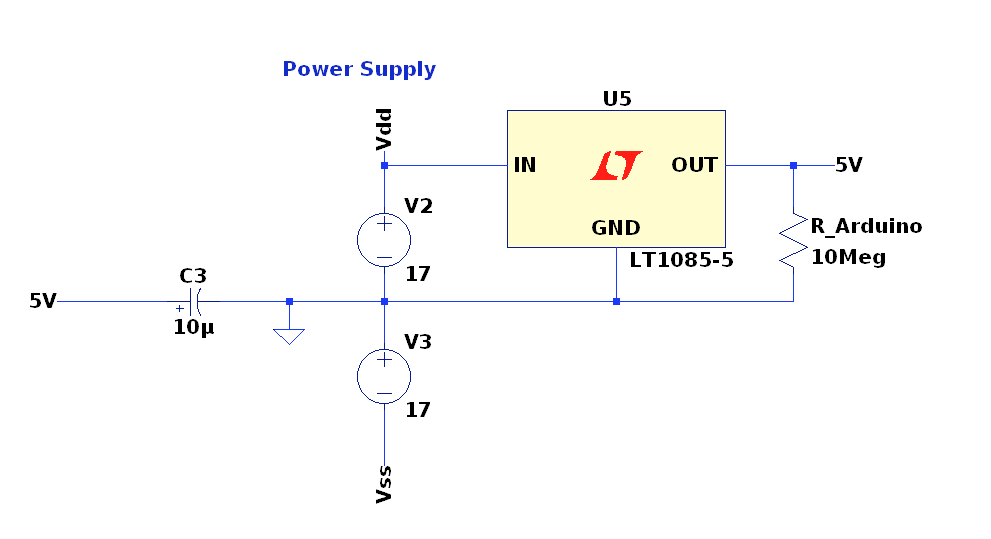 Power Supply
Vdd
U5
IN
OUT
5V
V2
GND
R_Arduino
10Meg
LT1085-5
17
C3
5V
+
10µ
V3
17
Vss